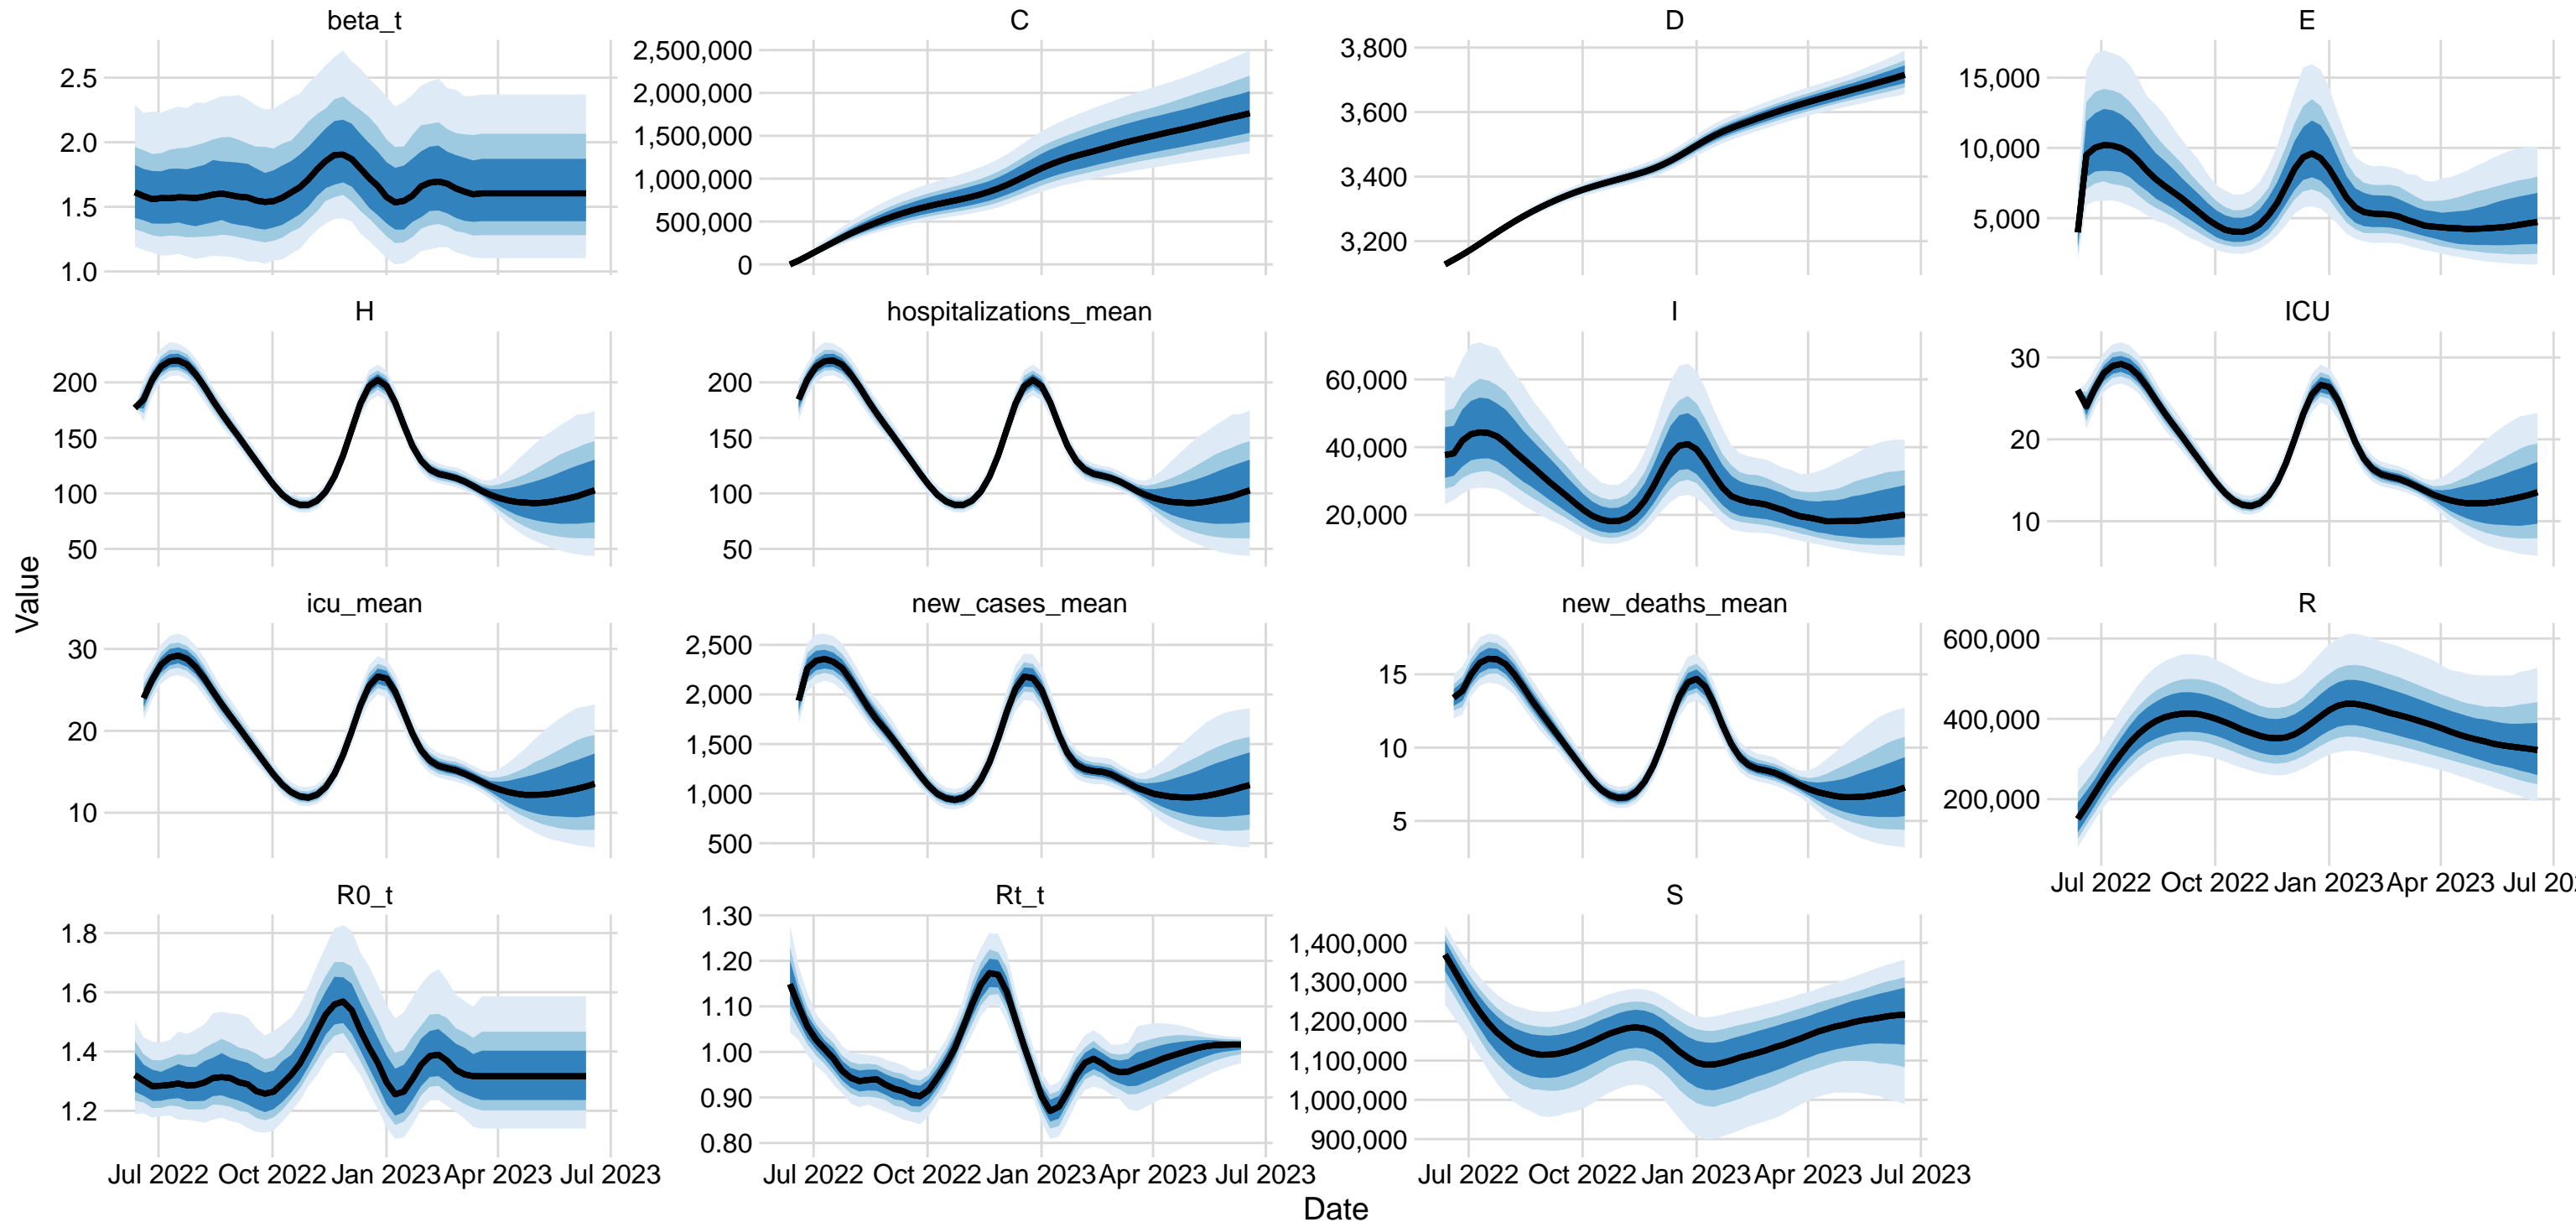 beta_t
C
D
E
2.5
2.0
1.5
1.0
2,500,000
2,000,000
1,500,000
1,000,000
500,000
0
3,800
3,600
3,400
3,200
15,000
10,000
5,000
H
hospitalizations_mean
I
ICU
200
150
100
50
200
150
100
50
60,000
40,000
20,000
30
20
10
Value
icu_mean
new_cases_mean
new_deaths_mean
R
30
20
10
2,500
2,000
1,500
1,000
500
15
10
5
600,000
400,000
200,000
Jul 2022 Oct 2022 Jan 2023 Apr 2023 Jul 202
R0_t
Rt_t
S
1.8
1.6
1.4
1.2
1.30
1.20
1.10
1.00
0.90
0.80
1,400,000
1,300,000
1,200,000
1,100,000
1,000,000
900,000
Jul 2022 Oct 2022 Jan 2023 Apr 2023 Jul 2023
Jul 2022 Oct 2022 Jan 2023 Apr 2023 Jul 2023
Jul 2022 Oct 2022 Jan 2023 Apr 2023 Jul 2023
Date